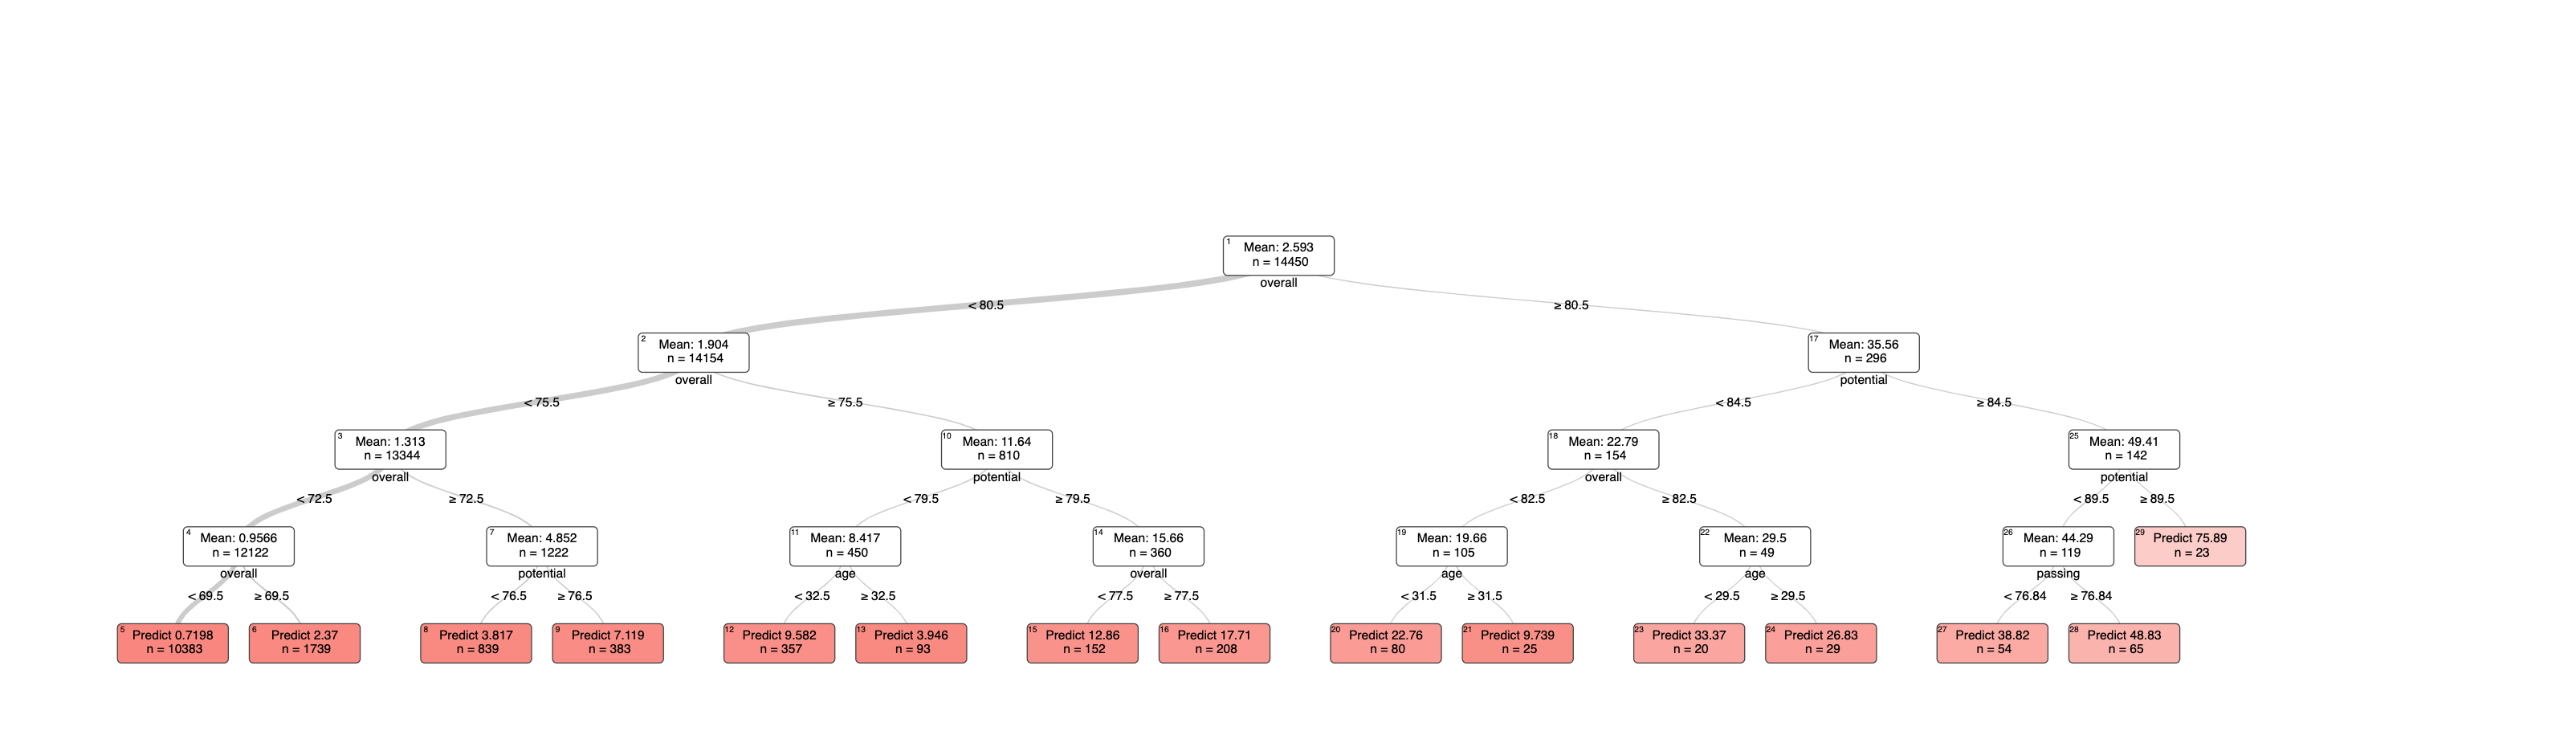 1
Mean: 2.593
n = 14450
overall
< 80.5
≥ 80.5
2
Mean: 1.904
n = 14154
overall
17
Mean: 35.56
n = 296
potential
< 75.5
≥ 75.5
< 84.5
≥ 84.5
3
Mean: 1.313
n = 13344
overall
10
Mean: 11.64
n = 810
potential
18
Mean: 22.79
n = 154
overall
25
Mean: 49.41
n = 142
potential
< 72.5
≥ 72.5
< 79.5
≥ 79.5
< 82.5
≥ 82.5
< 89.5
≥ 89.5
4
Mean: 0.9566
n = 12122
overall
7
Mean: 4.852
n = 1222
potential
11
Mean: 8.417
n = 450
age
14
Mean: 15.66
n = 360
overall
19
Mean: 19.66
n = 105
age
22
Mean: 29.5
n = 49
age
26
Mean: 44.29
n = 119
passing
29
Predict 75.89
n = 23
< 69.5
≥ 69.5
< 76.5
≥ 76.5
< 32.5
≥ 32.5
< 77.5
≥ 77.5
< 31.5
≥ 31.5
< 29.5
≥ 29.5
< 76.84
≥ 76.84
5
Predict 0.7198
n = 10383
6
Predict 2.37
n = 1739
8
Predict 3.817
n = 839
9
Predict 7.119
n = 383
12
Predict 9.582
n = 357
13
Predict 3.946
n = 93
15
Predict 12.86
n = 152
16
Predict 17.71
n = 208
20
Predict 22.76
n = 80
21
Predict 9.739
n = 25
23
Predict 33.37
n = 20
24
Predict 26.83
n = 29
27
Predict 38.82
n = 54
28
Predict 48.83
n = 65